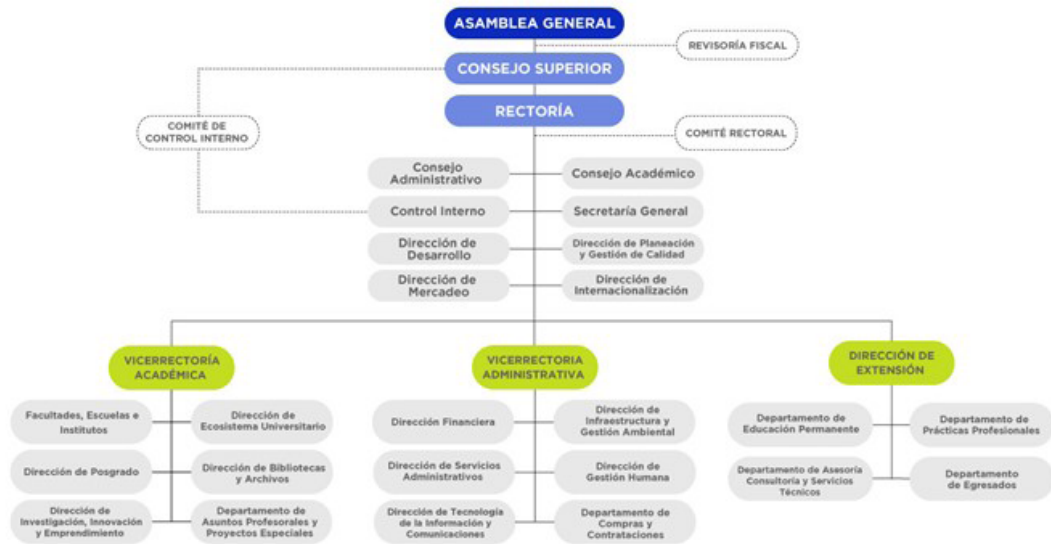 ASAMBLEA GENERAL
REVISORÍA FISCAL
CONSEJO SUPERIOR
RECTORÍA
COMITÉ DE
CONTROL INTERNO
COMITÉ RECTORAL
Consejo
Administrativo
Consejo Académico
Control Interno
Secretaría General
Dirección de
Desarrollo
Dirección de Planeación
y Gestión de Calidad
Dirección de
Mercadeo
Dirección de
Internacionalización
VICERRECTORÍA
ACADÉMICA
VICERRECTORIA
ADMINISTRATIVA
DIRECCIÓN DE
EXTENSIÓN
Facultades, Escuelas e
Institutos
Dirección de
Ecosistema Universitario
Dirección de Posgrado
Dirección de Bibliotecas
y Archivos
Dirección de
Investigación, Innovación
y Emprendimiento
Departamento de
Asuntos Profesorales y
Proyectos Especiales
Dirección Financiera
Dirección de
Infraestructura y
Gestión Ambiental
Dirección de Servicios
Administrativos
Dirección de
Gestión Humana
Dirección de Tecnología
de la Información y
Comunicaciones
Departamento de
Compras y
Contrataciones
Departamento de
Educación Permanente
Departamento de
Prácticas Profesionales
Departamento de Asesoría
Consultoría y Servicios
Técnicos
Departamento
de Egresados